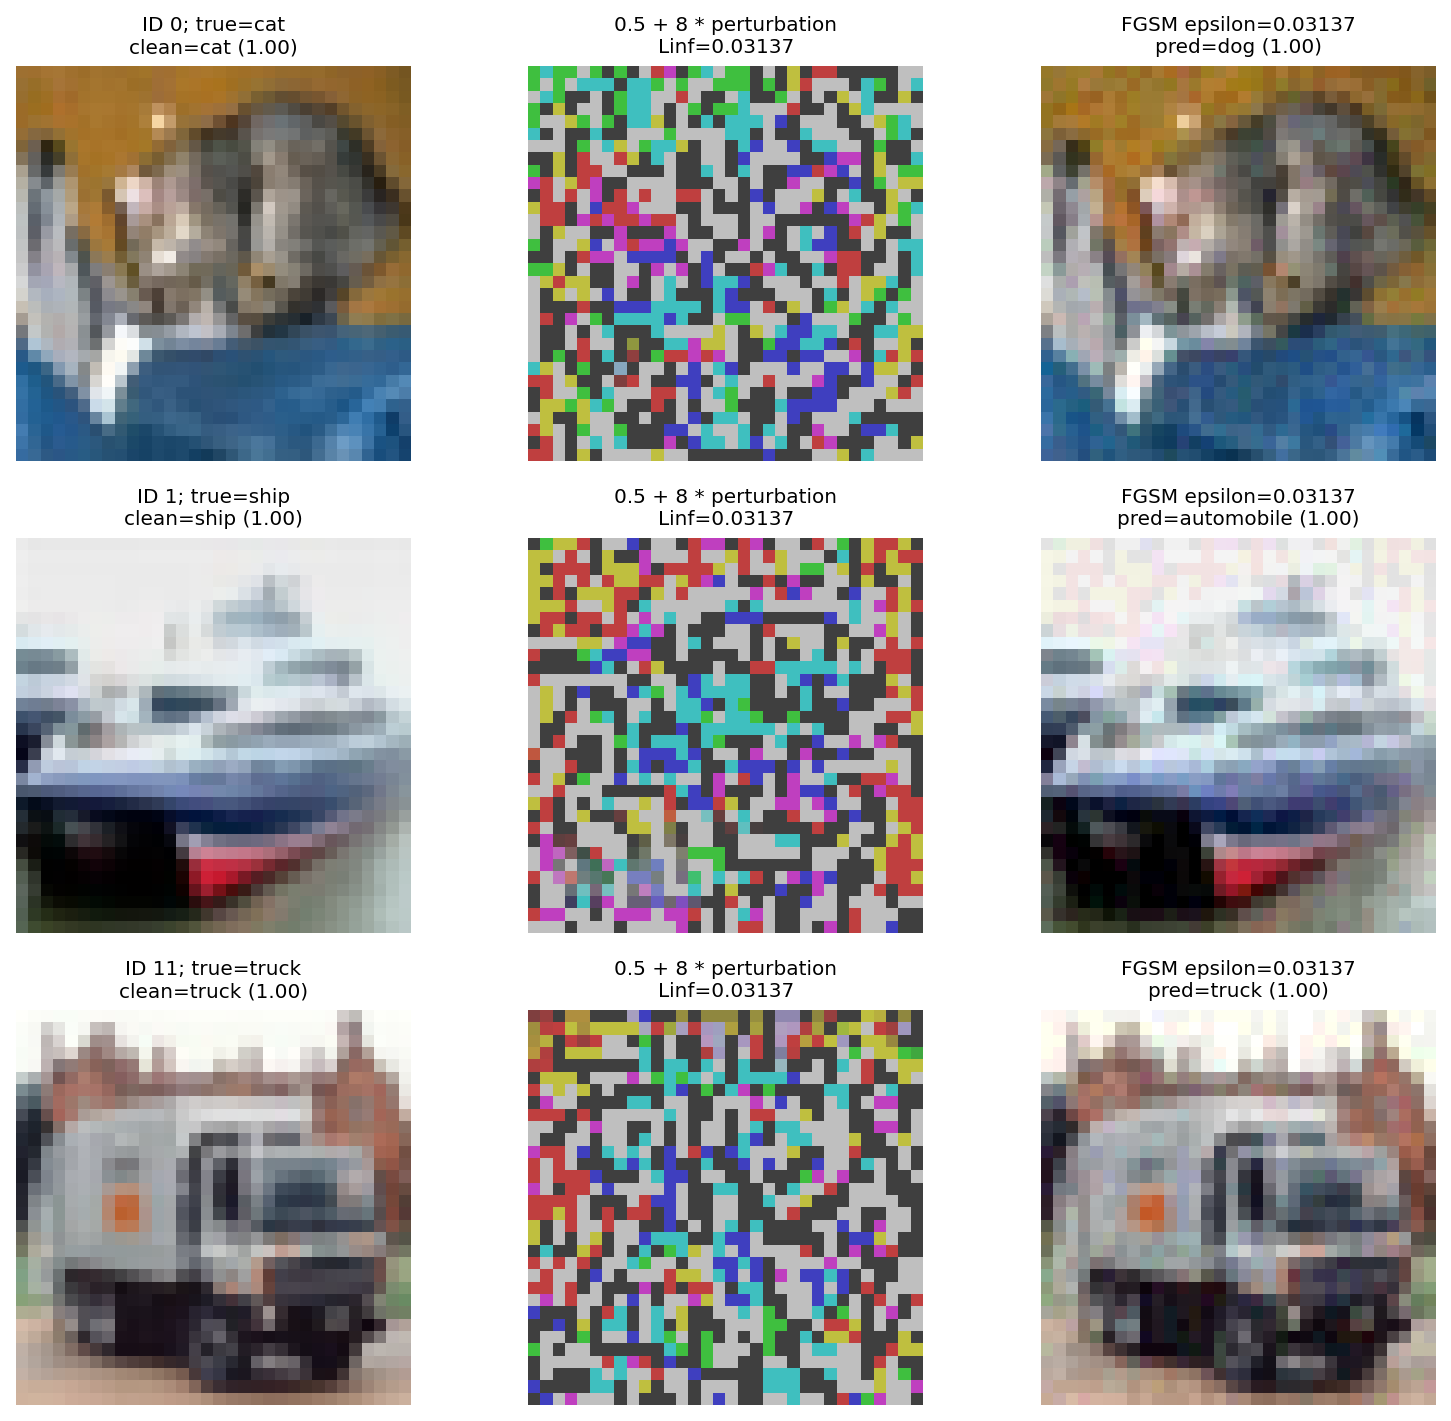 ID 0; true=cat
clean=cat (1.00)
0.5 + 8 * perturbation
Linf=0.03137
FGSM epsilon=0.03137
pred=dog (1.00)
ID 1; true=ship
clean=ship (1.00)
0.5 + 8 * perturbation
Linf=0.03137
FGSM epsilon=0.03137
pred=automobile (1.00)
ID 11; true=truck
clean=truck (1.00)
0.5 + 8 * perturbation
Linf=0.03137
FGSM epsilon=0.03137
pred=truck (1.00)